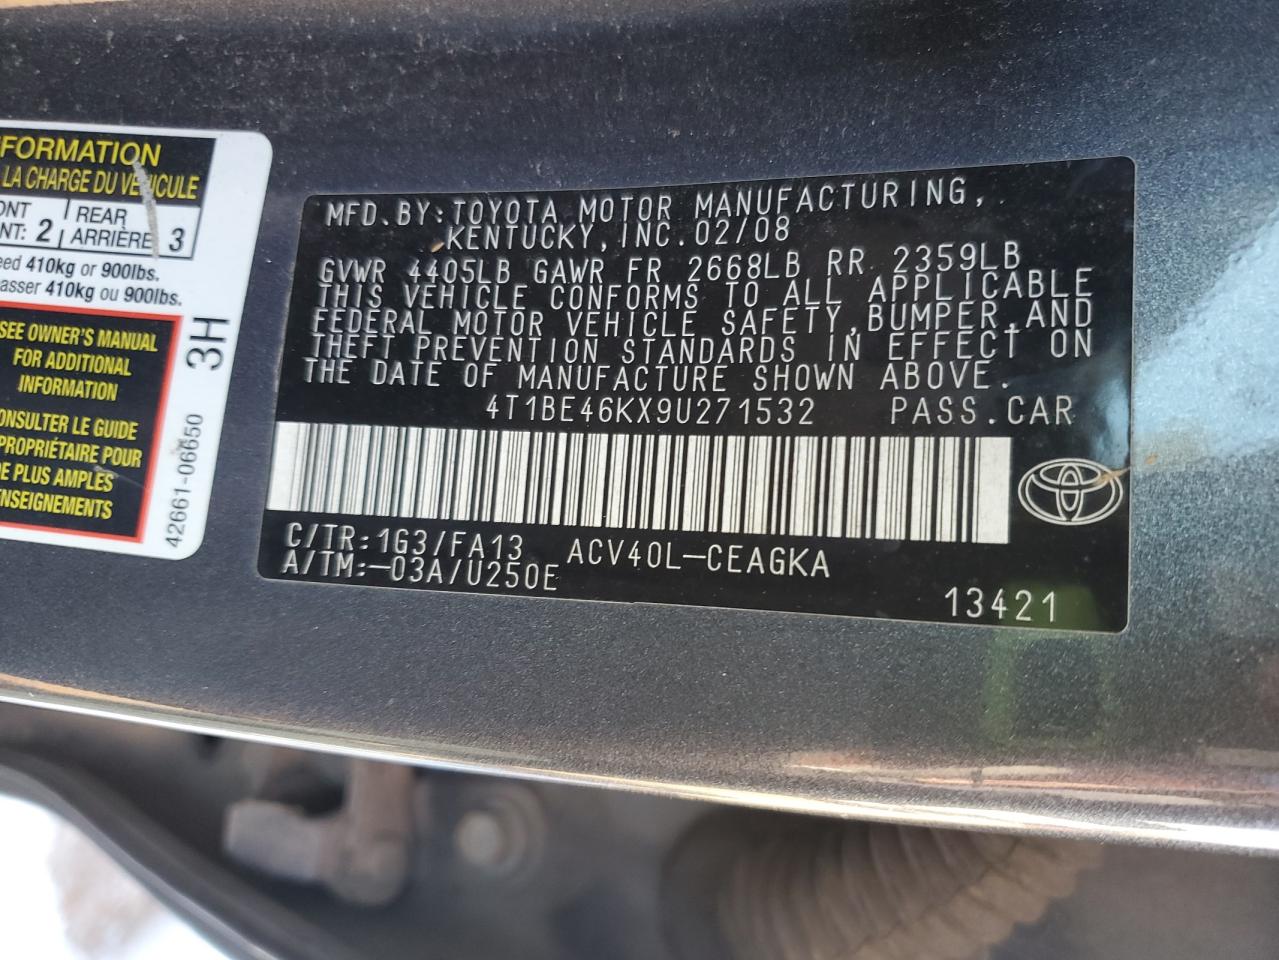 FORMATION
LA CHARGE DU VÉHICULE
ONT
NT: 2
REAR
ARRIÈRE 3
eed 410kg or 900lbs.
asser 410kg ou 900lbs.
SEE OWNER'S MANUAL
FOR ADDITIONAL
INFORMATION
ONSULTER LE GUIDE
PROPRIÉTAIRE POUR
DE PLUS AMPLES
ENSEIGNEMENTS
3H
42661-06650
MFD.BY:TOYOTA MOTOR MANUFACTURING,
KENTUCKY,INC.02/08
GVWR 4405LB GAWR FR 2668LB RR 2359LB
THIS VEHICLE CONFORMS TO ALL APPLICABLE
FEDERAL MOTOR VEHICLE SAFETY,BUMPER,AND
THEFT PREVENTION STANDARDS IN EFFECT ON
THE DATE OF MANUFACTURE SHOWN ABOVE.
4T1BE46KX9U271532 PASS.CAR
C/TR:1G3/FA13 ACV40L-CEAGKA
A/TM:-03A/U250E
13421